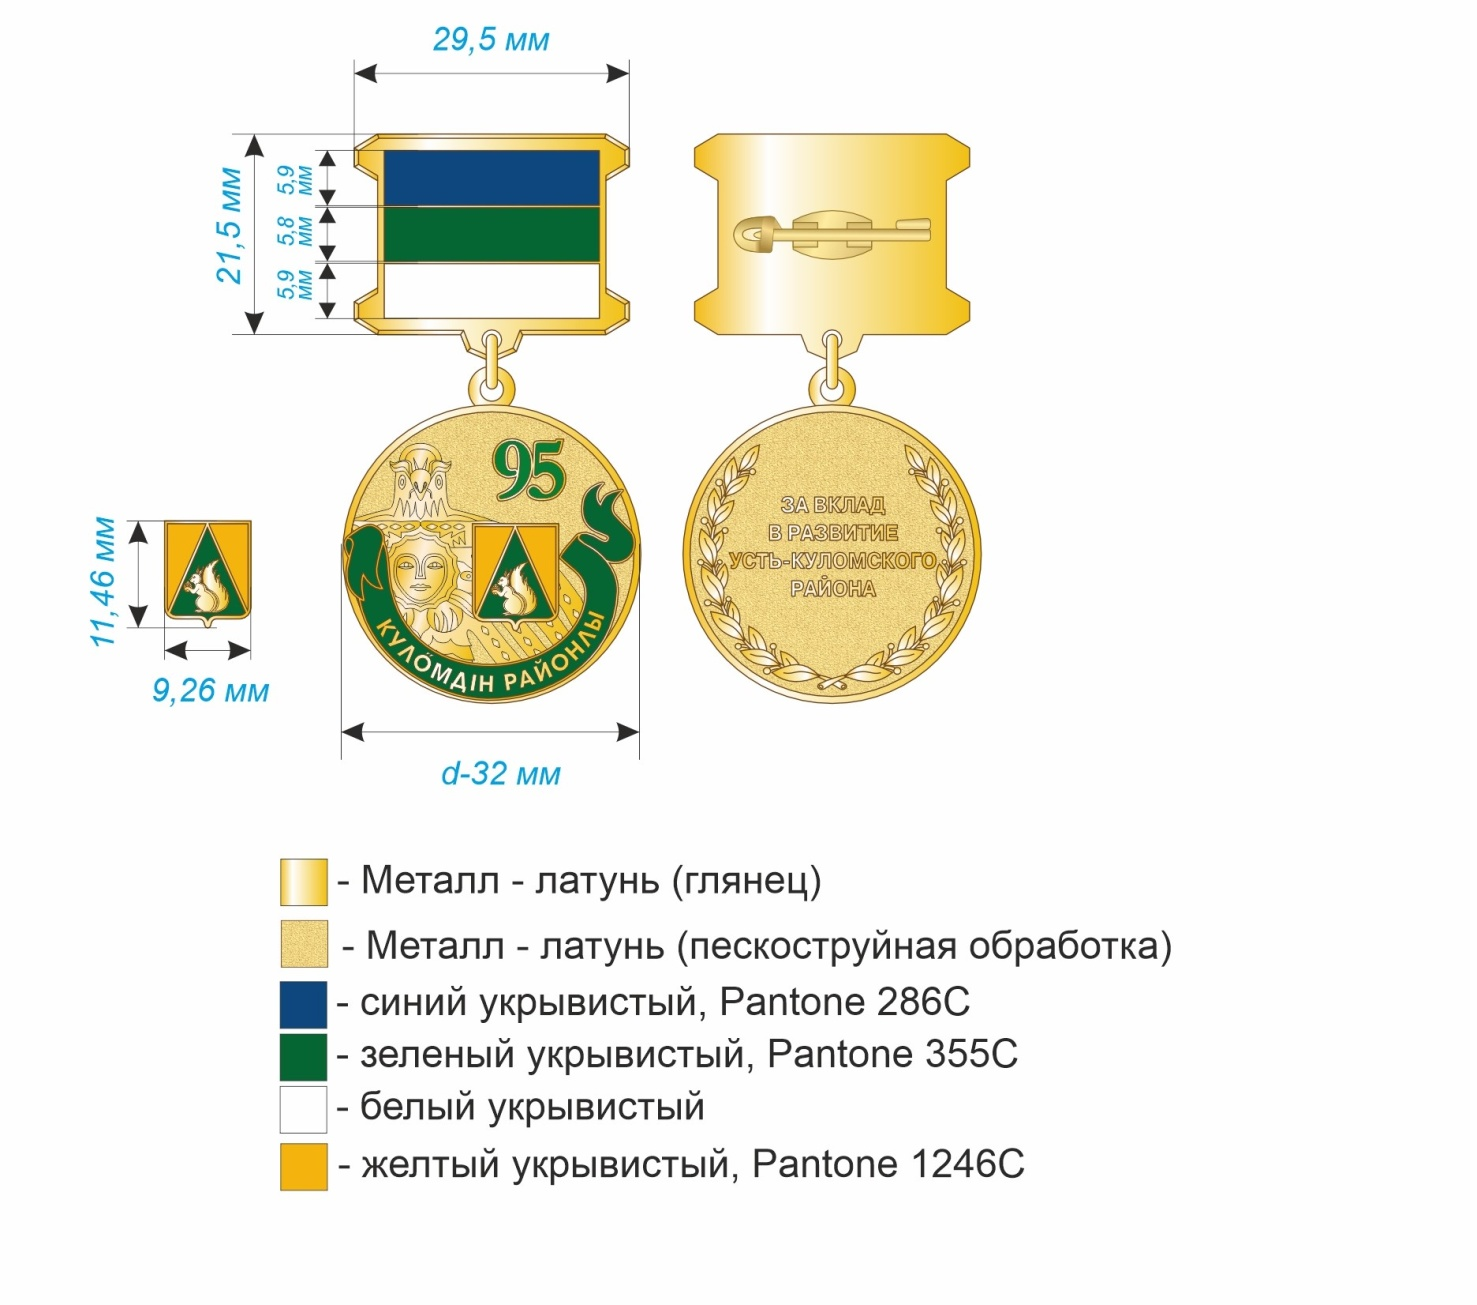 29,5 мм
21,5 мм
5,9 мм
5,8 мм
5,9 мм
95
КУЛӦМДІН РАЙОНЛЫ
d-32 мм
11,46 мм
9,26 мм
ЗА ВКЛАД
В РАЗВИТИЕ
УСТЬ-КУЛОМСКОГО
РАЙОНА
- Металл - латунь (глянец)
- Металл - латунь (пескоструйная обработка)
- синий укрывистый, Pantone 286C
- зеленый укрывистый, Pantone 355C
- белый укрывистый
- желтый укрывистый, Pantone 1246C